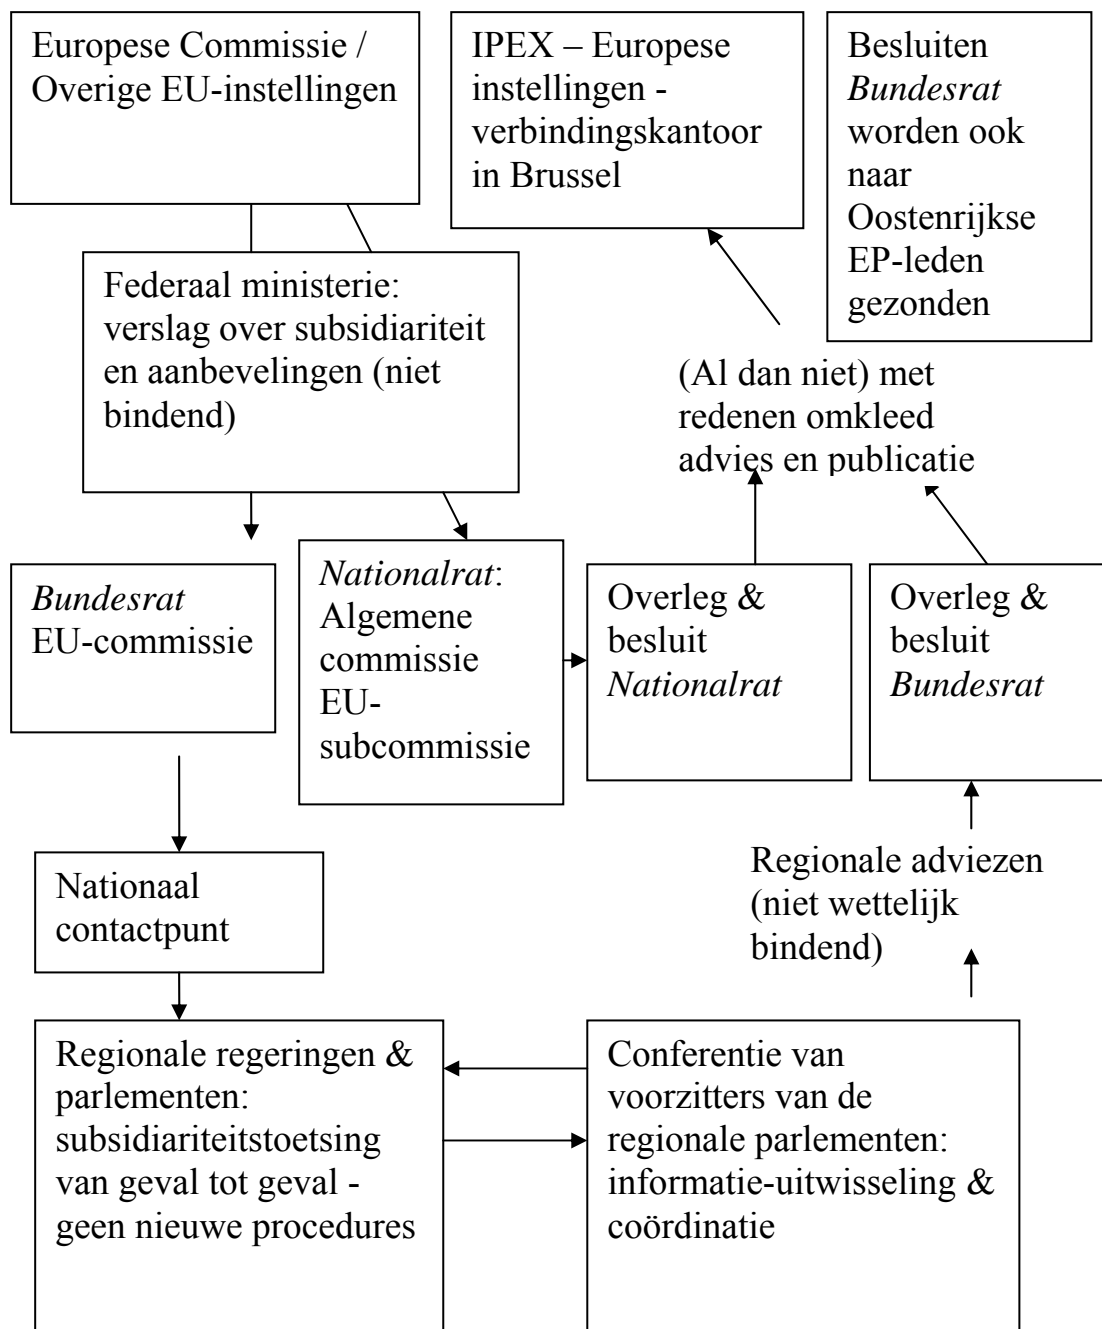 Europese Commissie /
Overige EU-instellingen
IPEX – Europese
instellingen -
verbindingskantoor
in Brussel
Besluiten
Bundesrat
worden ook
naar
Oostenrijkse
EP-leden
gezonden
Federaal ministerie:
verslag over subsidiariteit
en aanbevelingen (niet
bindend)
(Al dan niet) met
redenen omkleed
advies en publicatie
Bundesrat
EU-commissie
Nationalrat:
Algemene
commissie
EU-
subcommissie
Overleg &
besluit
Nationalrat
Overleg &
besluit
Bundesrat
Nationaal
contactpunt
Regionale adviezen
(niet wettelijk
bindend)
Regionale regeringen &
parlementen:
subsidiariteitstoetsing
van geval tot geval -
geen nieuwe procedures
Conferentie van
voorzitters van de
regionale parlementen:
informatie-uitwisseling &
coördinatie